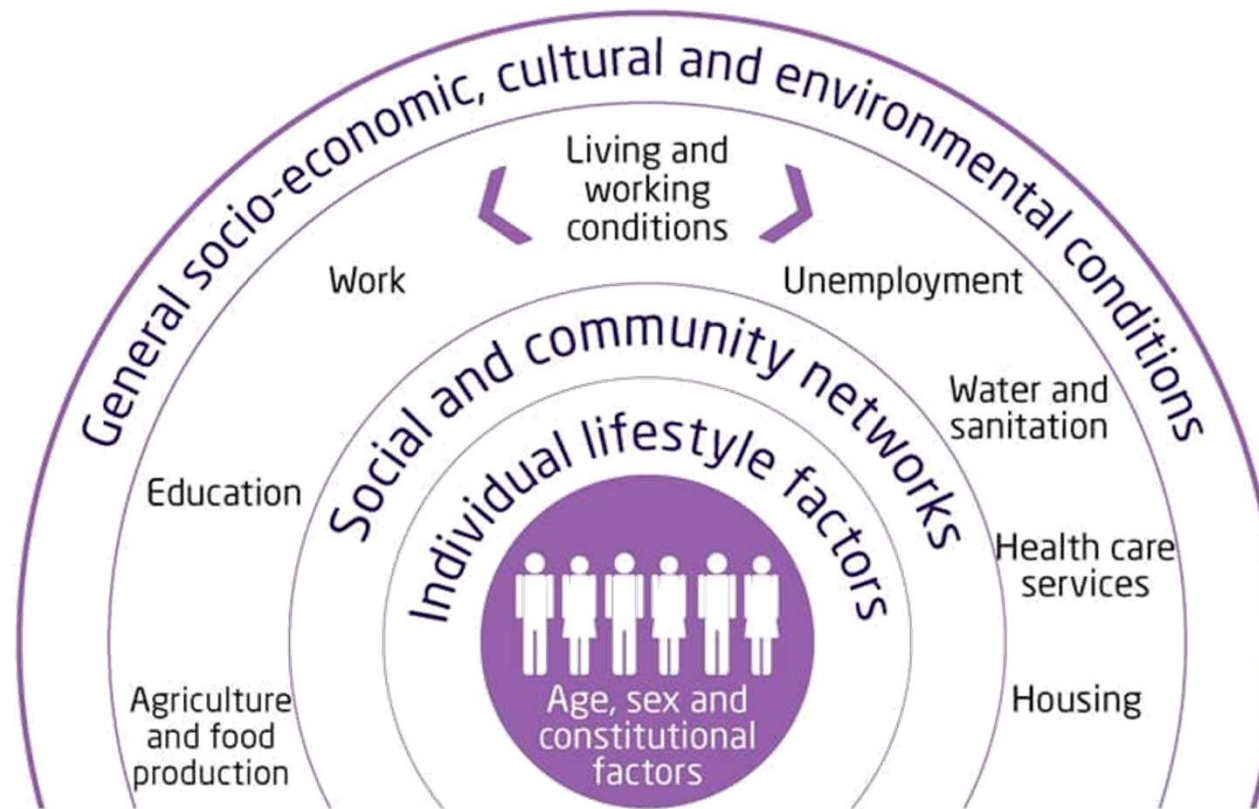 General socio-economic, cultural and environmental conditions
Living and
working
conditions
Work
Unemployment
Social and community networks
Water and
sanitation
Individual lifestyle factors
Education
Health care
services
Agriculture
and food
production
Housing
Age, sex and
constitutional
factors